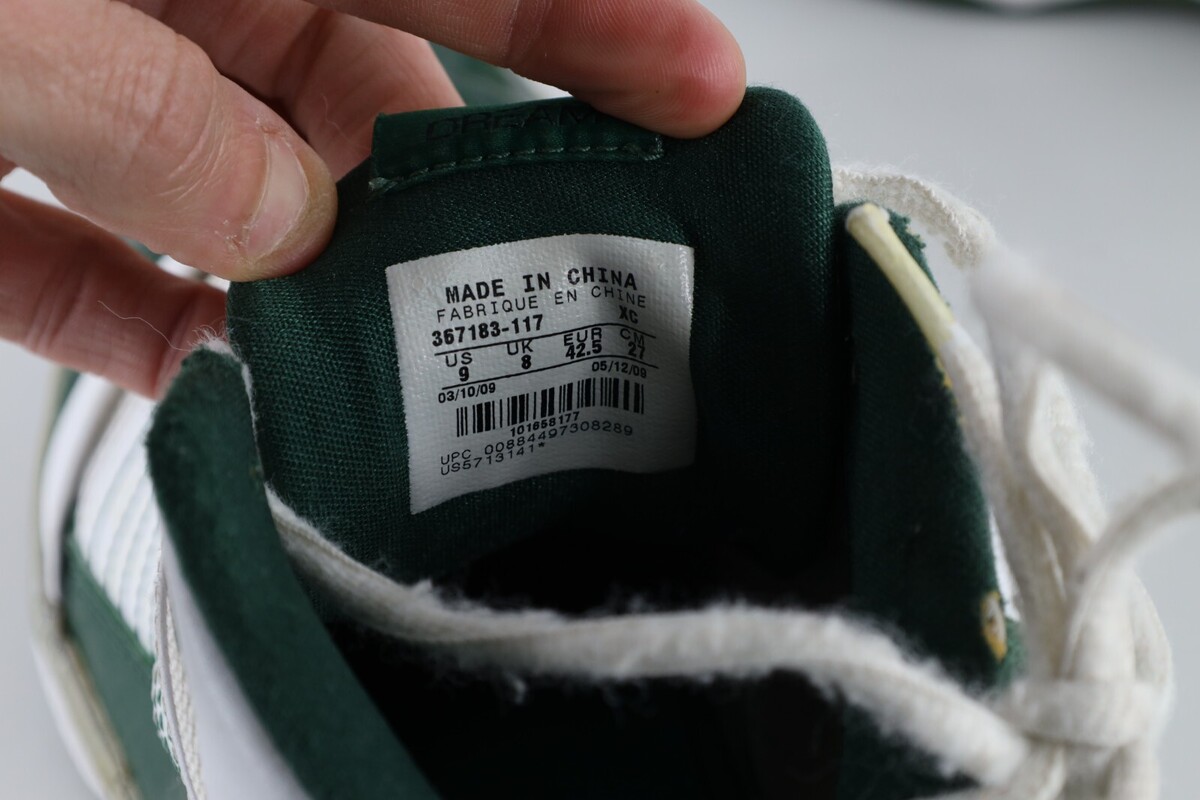 DREAM
MADE IN CHINA
FABRIQUE EN CHINE
367183-117 XC
US UK EUR CM
9 8 42.5 27
03/10/09 05/12/09
101658177
UPC 00884497308289
US5713141*